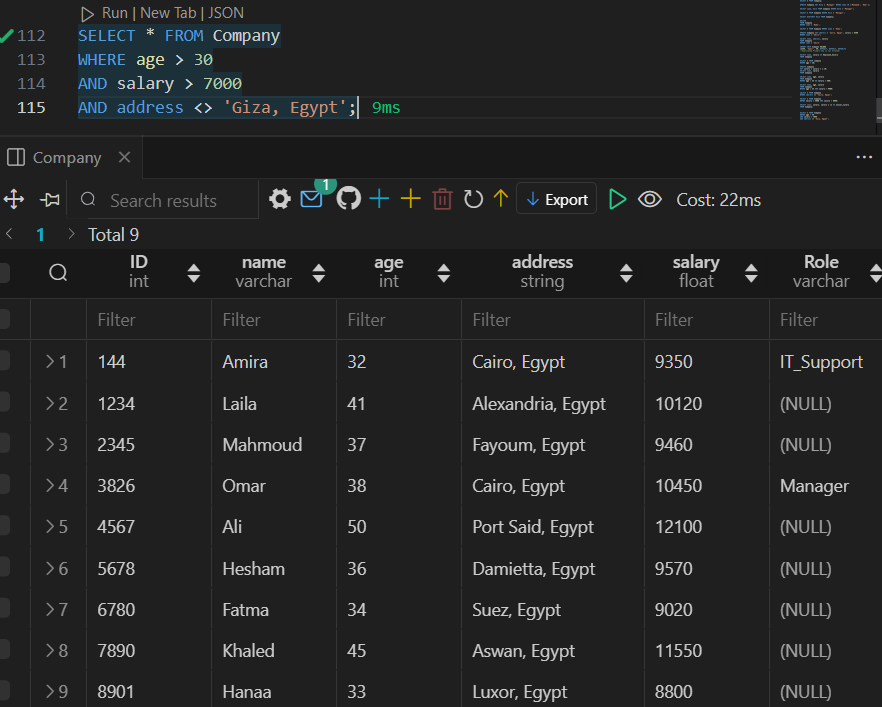 Run | New Tab | JSON
112 SELECT * FROM Company
113 WHERE age > 30
114 AND salary > 7000
115 AND address <> 'Giza, Egypt'; 9ms
Company
Search results 1 Export Cost: 22ms
1 Total 9
ID name age address salary Role
int varchar int string float varchar
Filter Filter Filter Filter Filter Filter
1 144 Amira 32 Cairo, Egypt 9350 IT_Support
2 1234 Laila 41 Alexandria, Egypt 10120 (NULL)
3 2345 Mahmoud 37 Fayoum, Egypt 9460 (NULL)
4 3826 Omar 38 Cairo, Egypt 10450 Manager
5 4567 Ali 50 Port Said, Egypt 12100 (NULL)
6 5678 Hesham 36 Damietta, Egypt 9570 (NULL)
7 6780 Fatma 34 Suez, Egypt 9020 (NULL)
8 7890 Khaled 45 Aswan, Egypt 11550 (NULL)
9 8901 Hanaa 33 Luxor, Egypt 8800 (NULL)